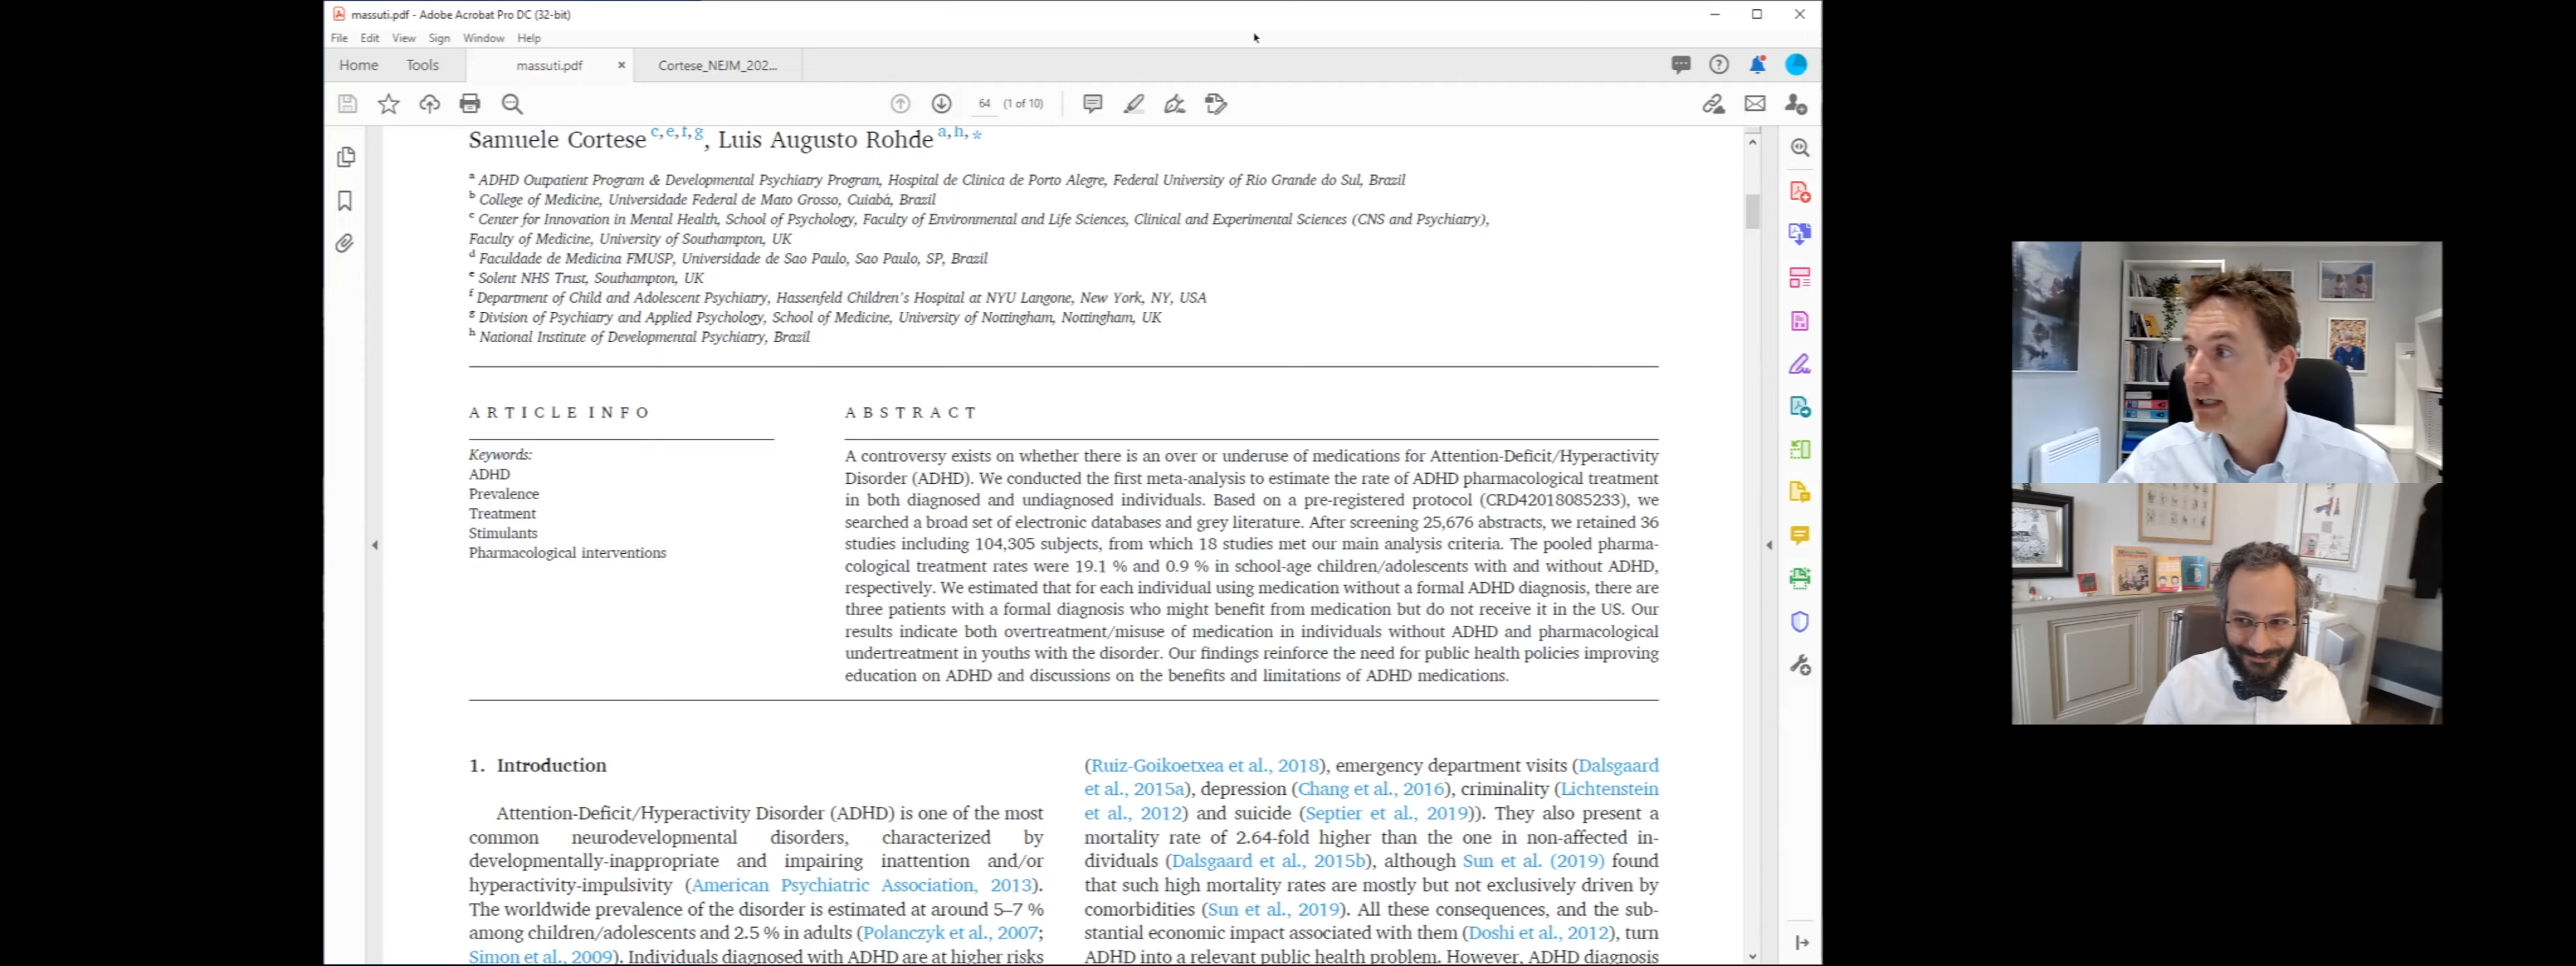 massuti.pdf - Adobe Acrobat Pro DC (32-bit)
File Edit View Sign Window Help
Home Tools massuti.pdf × Cortese_NEJM_202...
64 (1 of 10)
Samuele Cortese c,e,f,g, Luis Augusto Rohde a,h,*
a ADHD Outpatient Program & Developmental Psychiatry Program, Hospital de Clínica de Porto Alegre, Federal University of Rio Grande do Sul, Brazil
b College of Medicine, Universidade Federal de Mato Grosso, Cuiabá, Brazil
c Center for Innovation in Mental Health, School of Psychology, Faculty of Environmental and Life Sciences, Clinical and Experimental Sciences (CNS and Psychiatry),
Faculty of Medicine, University of Southampton, UK
d Faculdade de Medicina FMUSP, Universidade de Sao Paulo, Sao Paulo, SP, Brazil
e Solent NHS Trust, Southampton, UK
f Department of Child and Adolescent Psychiatry, Hassenfeld Children's Hospital at NYU Langone, New York, NY, USA
g Division of Psychiatry and Applied Psychology, School of Medicine, University of Nottingham, Nottingham, UK
h National Institute of Developmental Psychiatry, Brazil
ARTICLE INFO
Keywords:
ADHD
Prevalence
Treatment
Stimulants
Pharmacological interventions
ABSTRACT
A controversy exists on whether there is an over or underuse of medications for Attention-Deficit/Hyperactivity
Disorder (ADHD). We conducted the first meta-analysis to estimate the rate of ADHD pharmacological treatment
in both diagnosed and undiagnosed individuals. Based on a pre-registered protocol (CRD42018085233), we
searched a broad set of electronic databases and grey literature. After screening 25,676 abstracts, we retained 36
studies including 104,305 subjects, from which 18 studies met our main analysis criteria. The pooled pharma-
cological treatment rates were 19.1 % and 0.9 % in school-age children/adolescents with and without ADHD,
respectively. We estimated that for each individual using medication without a formal ADHD diagnosis, there are
three patients with a formal diagnosis who might benefit from medication but do not receive it in the US. Our
results indicate both overtreatment/misuse of medication in individuals without ADHD and pharmacological
undertreatment in youths with the disorder. Our findings reinforce the need for public health policies improving
education on ADHD and discussions on the benefits and limitations of ADHD medications.
1. Introduction
Attention-Deficit/Hyperactivity Disorder (ADHD) is one of the most
common neurodevelopmental disorders, characterized by
developmentally-inappropriate and impairing inattention and/or
hyperactivity-impulsivity (American Psychiatric Association, 2013).
The worldwide prevalence of the disorder is estimated at around 5–7 %
among children/adolescents and 2.5 % in adults (Polanczyk et al., 2007;
Simon et al., 2009). Individuals diagnosed with ADHD are at higher risks
(Ruiz-Goikoetxea et al., 2018), emergency department visits (Dalsgaard
et al., 2015a), depression (Chang et al., 2016), criminality (Lichtenstein
et al., 2012) and suicide (Septier et al., 2019)). They also present a
mortality rate of 2.64-fold higher than the one in non-affected in-
dividuals (Dalsgaard et al., 2015b), although Sun et al. (2019) found
that such high mortality rates are mostly but not exclusively driven by
comorbidities (Sun et al., 2019). All these consequences, and the sub-
stantial economic impact associated with them (Doshi et al., 2012), turn
ADHD into a relevant public health problem. However, ADHD diagnosis